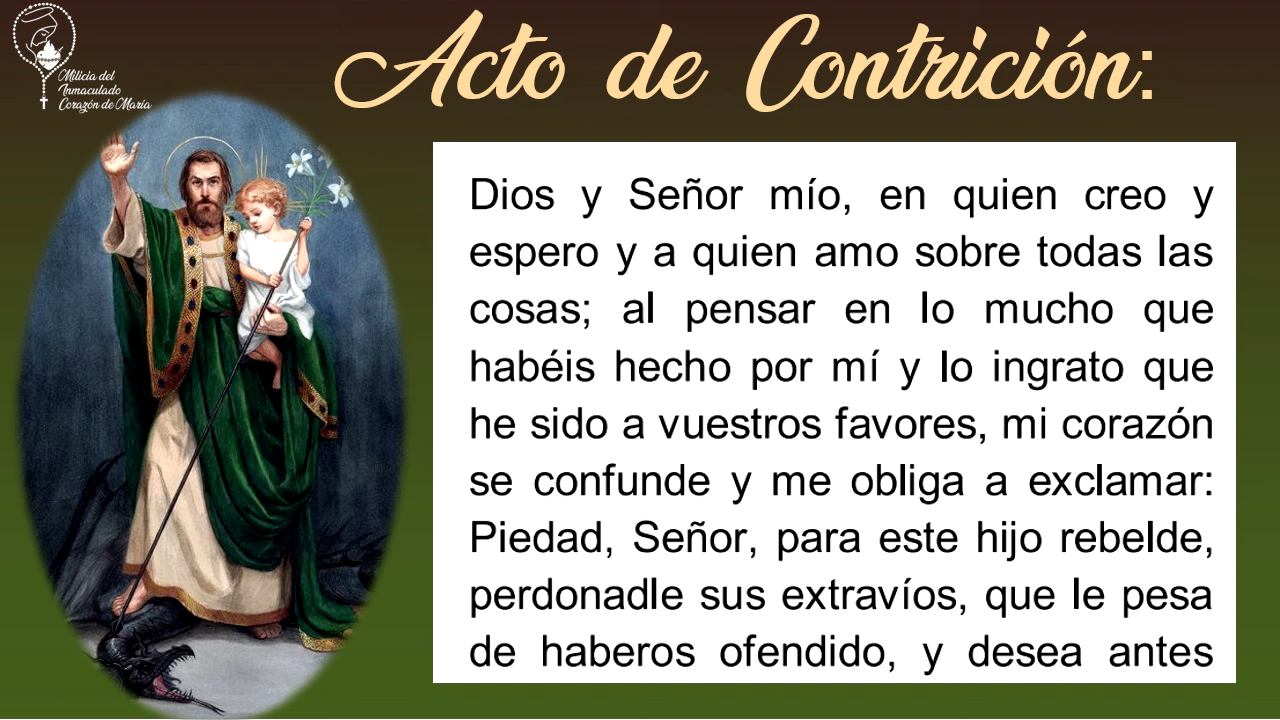 Milicia del
Inmaculado
Corazón de María
Acto de Contrición:
Dios y Señor mío, en quien creo y
espero y a quien amo sobre todas las
cosas; al pensar en lo mucho que
habéis hecho por mí y lo ingrato que
he sido a vuestros favores, mi corazón
se confunde y me obliga a exclamar:
Piedad, Señor, para este hijo rebelde,
perdonadle sus extravíos, que le pesa
de haberos ofendido, y desea antes